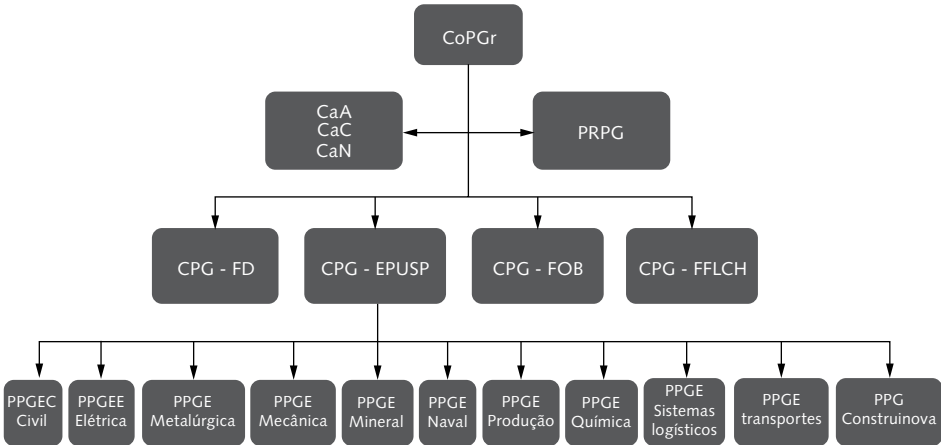 CoPGr
CaA
CaC
CaN
PRPG
CPG - FD
CPG - EPUSP
CPG - FOB
CPG - FFLCH
PPGEC
Civil
PPGEE
Elétrica
PPGE
Metalúrgica
PPGE
Mecânica
PPGE
Mineral
PPGE
Naval
PPGE
Produção
PPGE
Química
PPGE
Sistemas
logísticos
PPGE
transportes
PPG
Construinova